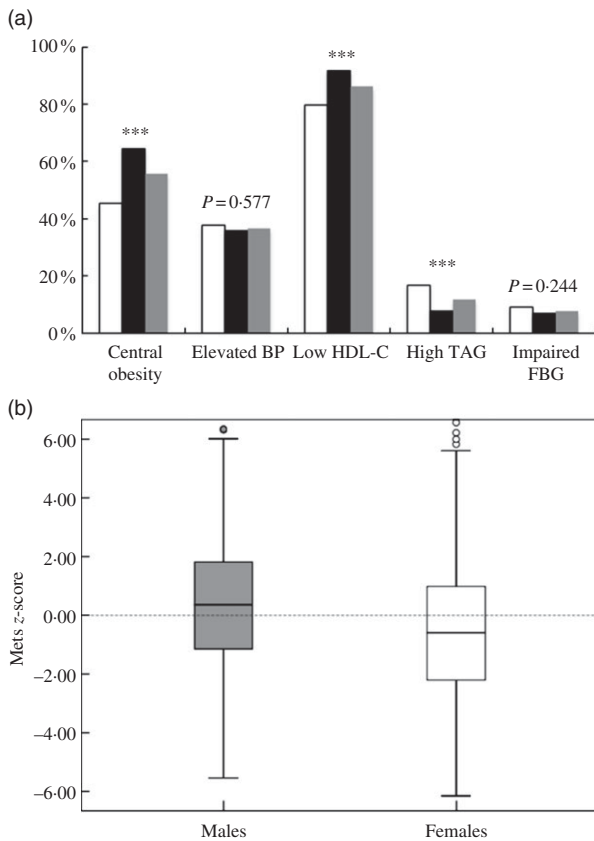 (a)
100 %
80 %
60 %
40 %
20 %
0 %
***
P = 0·577
***
***
P = 0·244
Central
obesity
Elevated BP
Low HDL-C
High TAG
Impaired
FBG
(b)
Mets z-score
6·00
4·00
2·00
0·00
–2·00
–4·00
–6·00
Males
Females